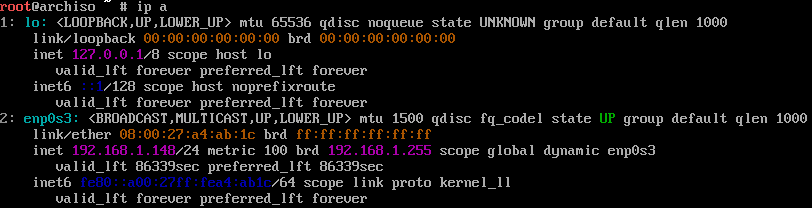 root@archiso ~ # ip a
1: lo: <LOOPBACK,UP,LOWER_UP> mtu 65536 qdisc noqueue state UNKNOWN group default qlen 1000
    link/loopback 00:00:00:00:00:00 brd 00:00:00:00:00:00
    inet 127.0.0.1/8 scope host lo
       valid_lft forever preferred_lft forever
    inet6 ::1/128 scope host noprefixroute
       valid_lft forever preferred_lft forever
2: enp0s3: <BROADCAST,MULTICAST,UP,LOWER_UP> mtu 1500 qdisc fq_codel state UP group default qlen 1000
    link/ether 08:00:27:a4:ab:1c brd ff:ff:ff:ff:ff:ff
    inet 192.168.1.148/24 metric 100 brd 192.168.1.255 scope global dynamic enp0s3
       valid_lft 86339sec preferred_lft 86339sec
    inet6 fe80::a00:27ff:fea4:ab1c/64 scope link proto kernel_ll
       valid_lft forever preferred_lft forever